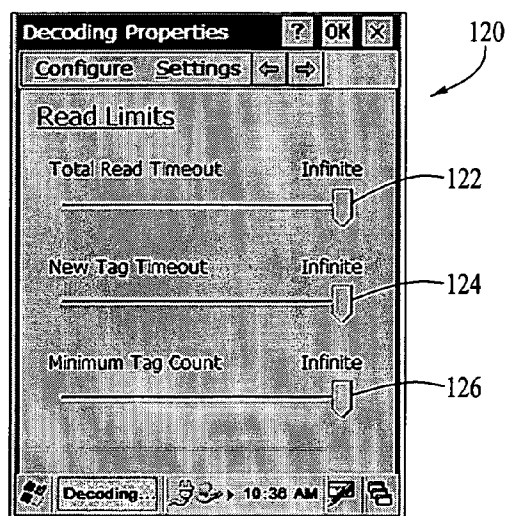 Decoding Properties ? OK X
120
Configure Settings
Read Limits
Total Read Timeout Infinite
122
New Tag Timeout Infinite
124
Minimum Tag Count Infinite
126
Decoding... 10:38 AM